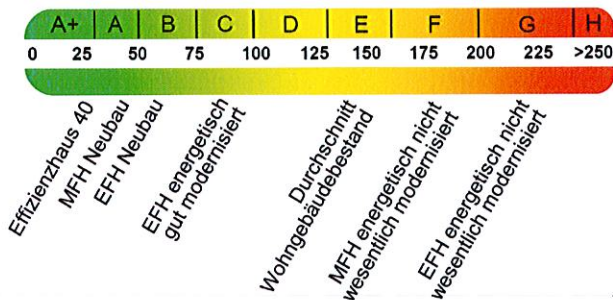 A+ A B C D E F G H
0 25 50 75 100 125 150 175 200 225 >250
Effizienzhaus 40
MFH Neubau
EFH Neubau
EFH energetisch
gut modernisiert
Durchschnitt
Wohngebäudebestand
MFH energetisch nicht
wesentlich modernisiert
EFH energetisch nicht
wesentlich modernisiert